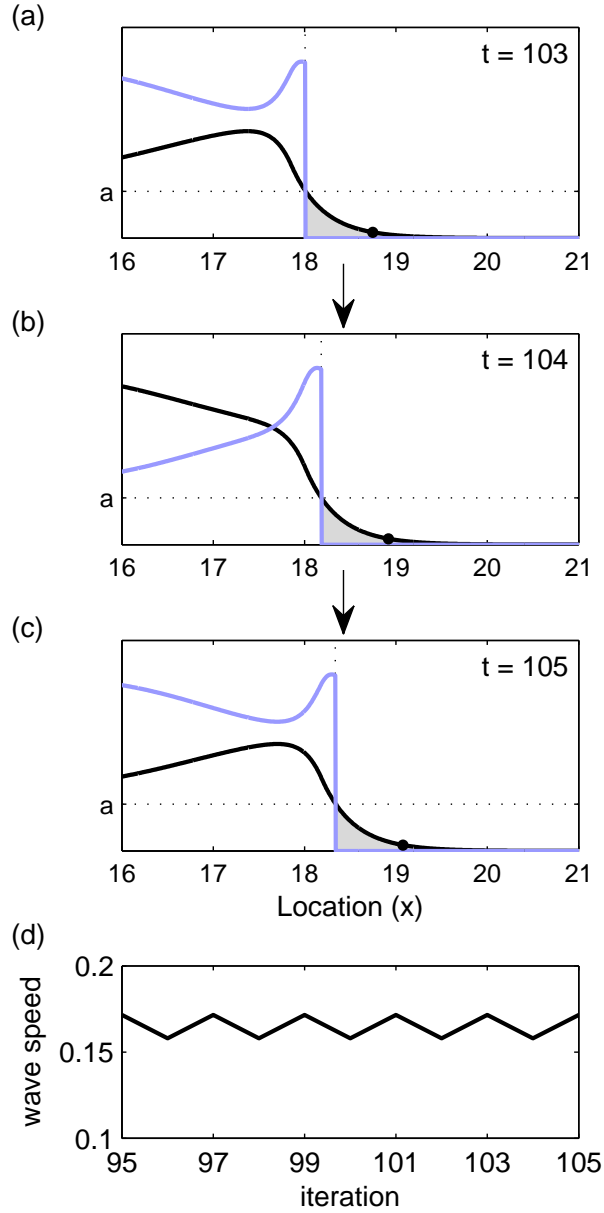 (a)
t = 103
a
16 17 18 19 20 21
(b)
t = 104
a
16 17 18 19 20 21
(c)
t = 105
a
16 17 18 19 20 21
Location (x)
(d)
0.2
0.15
0.1
wave speed
95 97 99 101 103 105
iteration